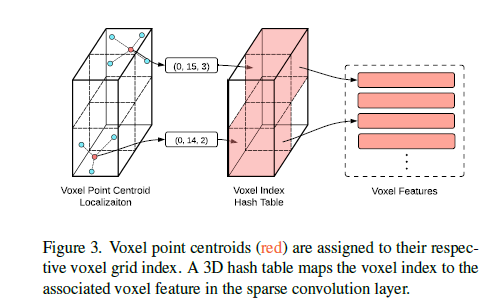 (0, 15, 3)
(0, 14, 2)
Voxel Point Centroid
Localizaiton
Voxel Index
Hash Table
Voxel Features
Figure 3. Voxel point centroids (red) are assigned to their respec-
tive voxel grid index. A 3D hash table maps the voxel index to the
associated voxel feature in the sparse convolution layer.